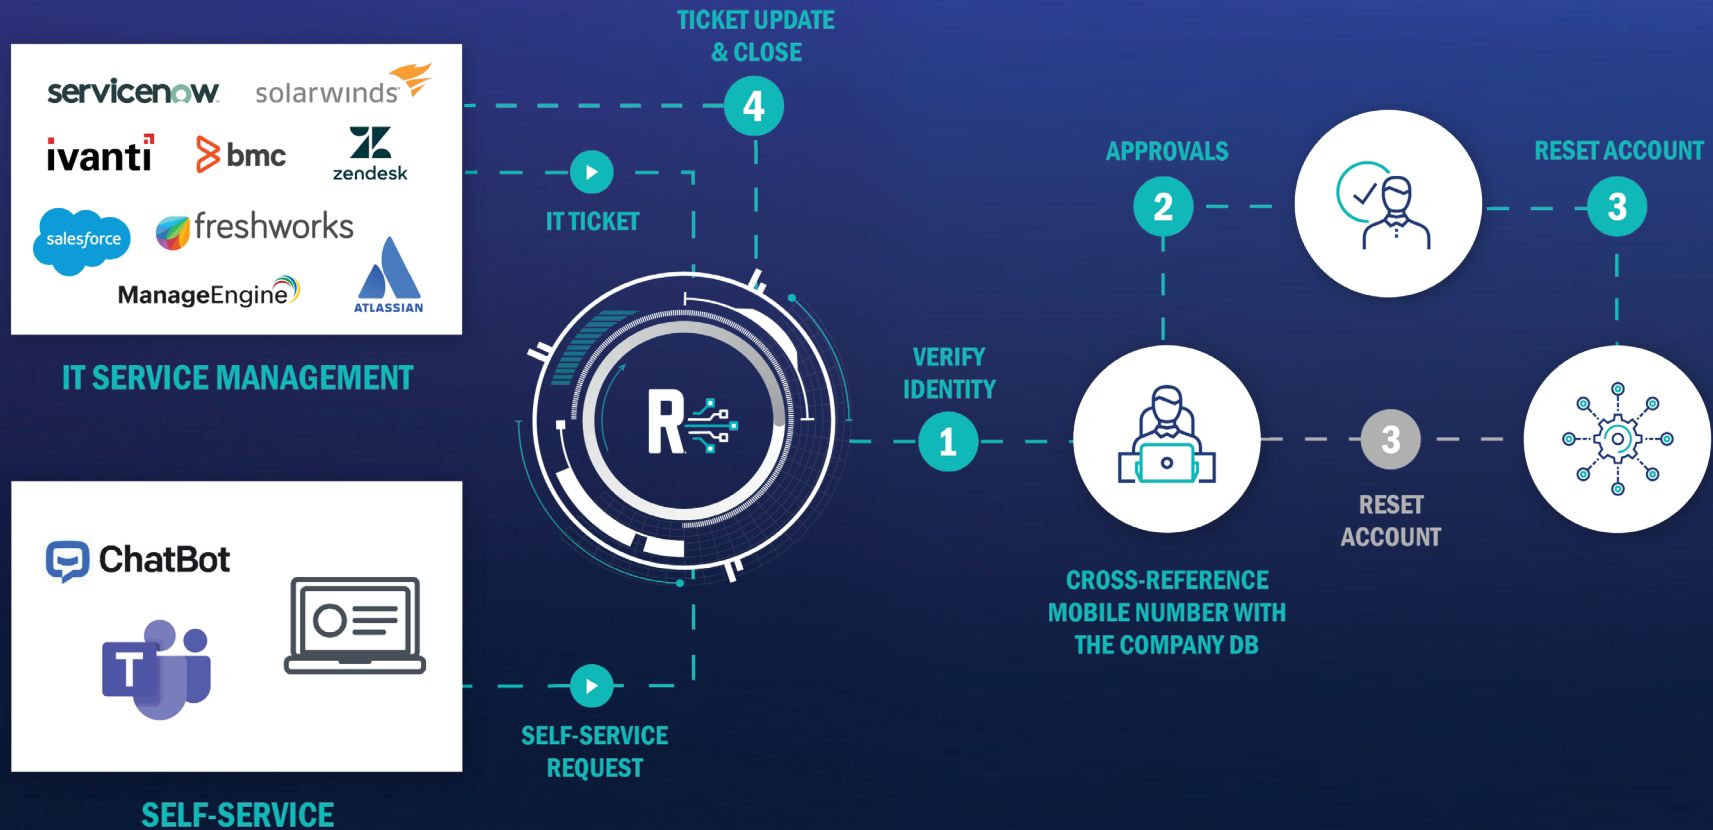 TICKET UPDATE
& CLOSE
4
servicenow
solarwinds
ivanti
bmc
zendesk
salesforce
freshworks
ManageEngine
ATLASSIAN
IT SERVICE MANAGEMENT
IT TICKET
R
VERIFY
IDENTITY
1
APPROVALS
2
RESET ACCOUNT
3
3
RESET
ACCOUNT
CROSS-REFERENCE
MOBILE NUMBER WITH
THE COMPANY DB
ChatBot
T
SELF-SERVICE
REQUEST
SELF-SERVICE